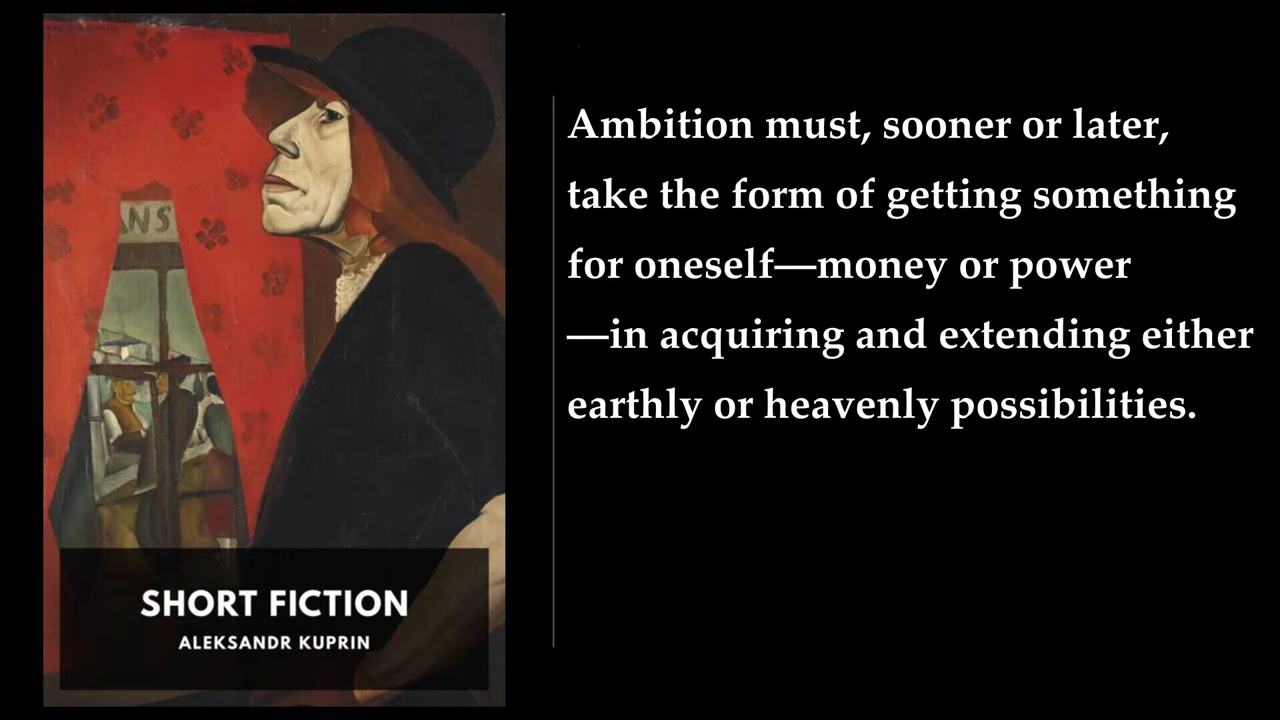 ANS
SHORT FICTION
ALEKSANDR KUPRIN
Ambition must, sooner or later,
take the form of getting something
for oneself—money or power
—in acquiring and extending either
earthly or heavenly possibilities.